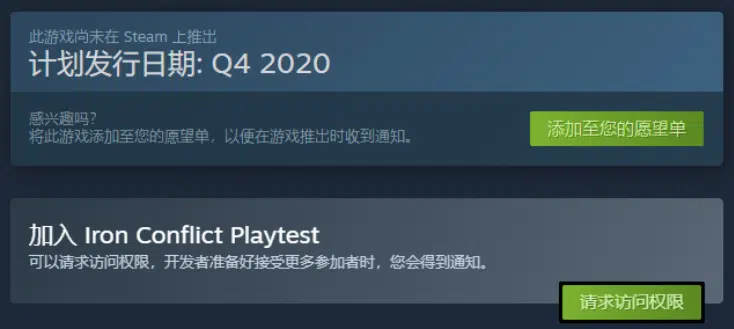 此游戏尚未在 Steam 上推出
计划发行日期: Q4 2020
感兴趣吗?
将此游戏添加至您的愿望单，以便在游戏推出时收到通知。
添加至您的愿望单
加入 Iron Conflict Playtest
可以请求访问权限，开发者准备好接受更多参加者时，您会得到通知。
请求访问权限